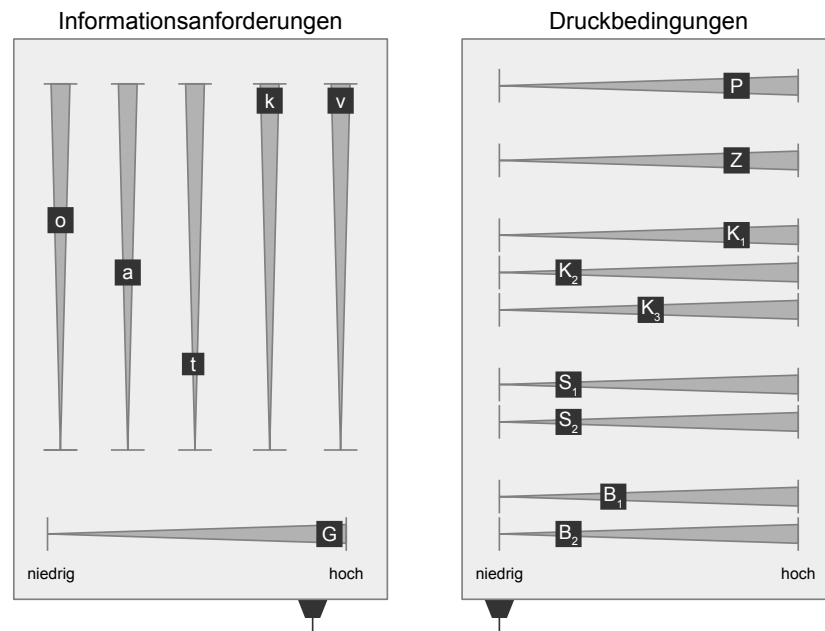 Informationsanforderungen
o
a
t
k
v
G
niedrig
hoch
Druckbedingungen
P
Z
K1
K2
K3
S1
S2
B1
B2
niedrig
hoch